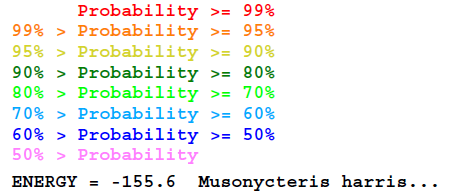 Probability >= 99%
99% > Probability >= 95%
95% > Probability >= 90%
90% > Probability >= 80%
80% > Probability >= 70%
70% > Probability >= 60%
60% > Probability >= 50%
50% > Probability
ENERGY = -155.6  Musonycteris harris...